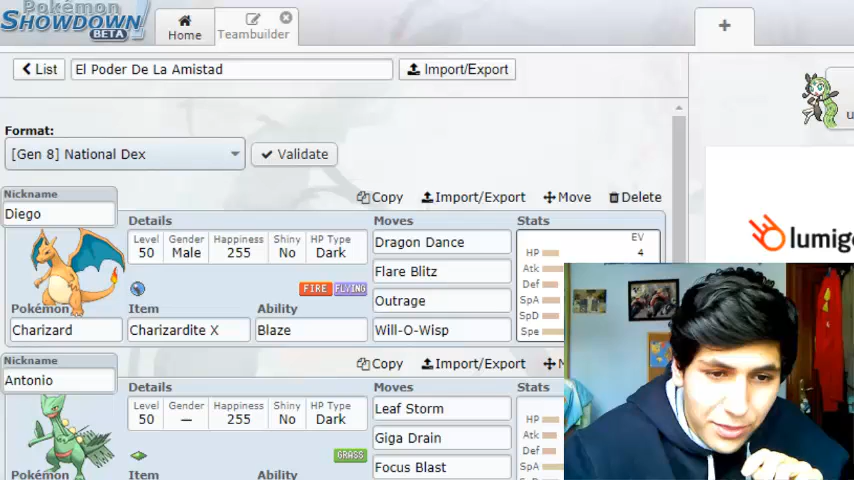 Pokémon
SHOWDOWN!
BETA
Home
Teambuilder
+
List
El Poder De La Amistad
Import/Export
Format:
[Gen 8] National Dex
Validate
Nickname
Copy
Import/Export
Move
Delete
Diego
Details
Moves
Stats
Level
Gender
Happiness
Shiny
HP Type
50
Male
255
No
Dark
Dragon Dance
EV
HP
4
Flare Blitz
Atk
Def
FIRE
FLYING
SpA
Pokémon
Item
Ability
Outrage
SpD
Charizard
Charizardite X
Blaze
Will-O-Wisp
Spe
Nickname
Copy
Import/Export
Antonio
Details
Moves
Stats
Level
Gender
Happiness
Shiny
HP Type
50
—
255
No
Dark
Leaf Storm
HP
Giga Drain
Atk
Def
GRASS
SpA
Focus Blast
Pokémon
Item
Ability